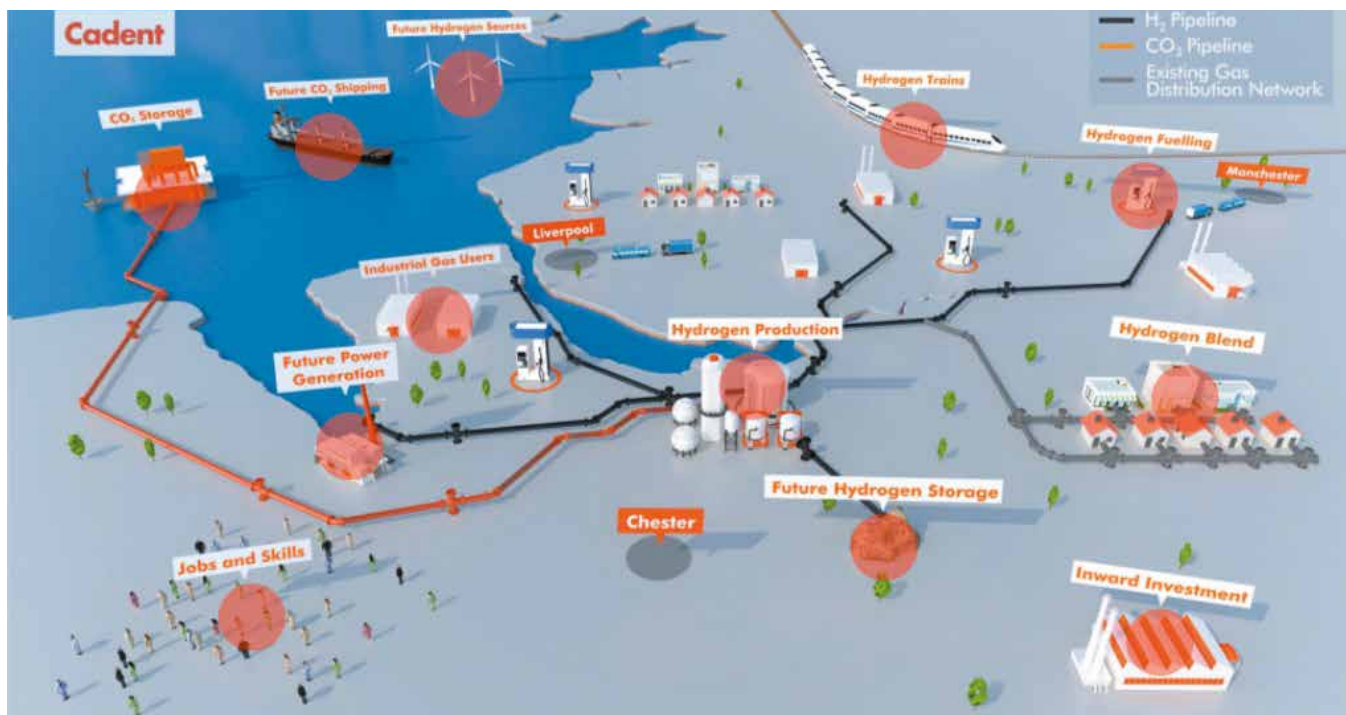 Cadent
Future Hydrogen Sources
H₂ Pipeline
CO₂ Pipeline
Existing Gas
Distribution Network
Future CO₂ Shipping
CO₂ Storage
Hydrogen Trains
Hydrogen Fuelling
Manchester
Liverpool
Industrial Gas Users
Hydrogen Production
Hydrogen Blend
Future Power
Generation
Future Hydrogen Storage
Chester
Jobs and Skills
Inward Investment